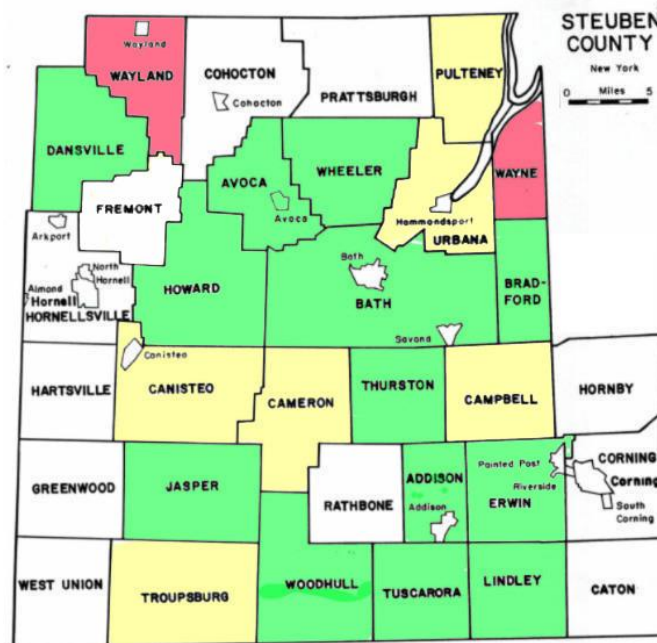 STEUBEN
COUNTY
New York
0 Miles 5
Wayland
WAYLAND
COHOCTON
Cohocton
PRATTSBURGH
PULTENEY
DANSVILLE
AVOCA
Avoca
WHEELER
WAYNE
FREMONT
Hammondsport
URBANA
Arkport
North
Hornell
Almond
Hornell
HORNELLSVILLE
HOWARD
Bath
BATH
BRAD-
FORD
Savona
Canisteo
HARTSVILLE
CANISTEO
CAMERON
THURSTON
CAMPBELL
HORNBY
GREENWOOD
JASPER
RATHBONE
ADDISON
Addison
Painted Post
Riverside
ERWIN
CORNING
Corning
South
Corning
WEST UNION
TROUPSBURG
WOODHULL
TUSCARORA
LINDLEY
CATON